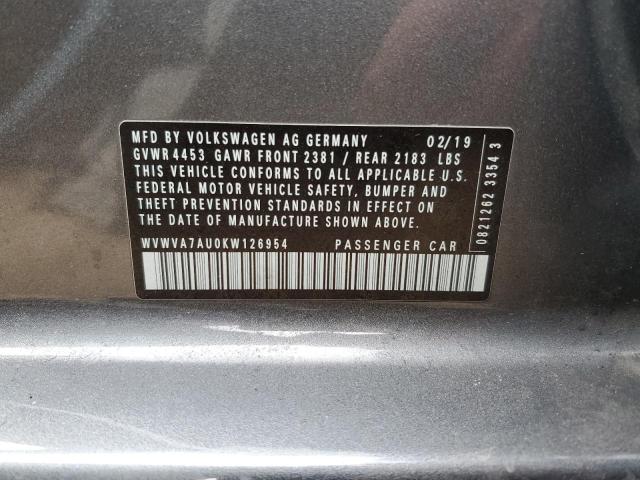 MFD BY VOLKSWAGEN AG GERMANY 02/19
GVWR 4453 GAWR FRONT 2381 / REAR 2183 LBS
THIS VEHICLE CONFORMS TO ALL APPLICABLE U.S.
FEDERAL MOTOR VEHICLE SAFETY, BUMPER AND
THEFT PREVENTION STANDARDS IN EFFECT ON
THE DATE OF MANUFACTURE SHOWN ABOVE.
WVWVA7AU0KW126954 PASSENGER CAR
0821262 3354 3